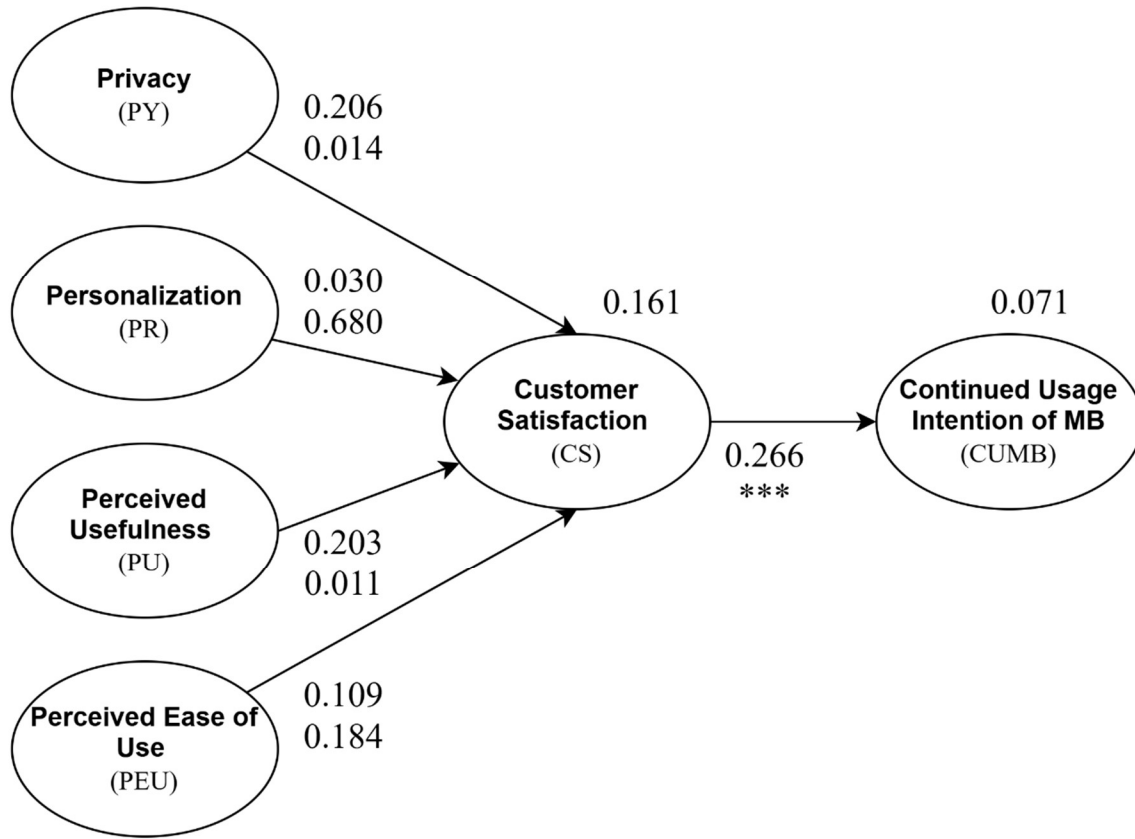 Privacy
(PY)
0.206
0.014
Personalization
(PR)
0.030
0.680
0.161
0.071
Customer
Satisfaction
(CS)
Continued Usage
Intention of MB
(CUMB)
0.266
***
Perceived
Usefulness
(PU)
0.203
0.011
Perceived Ease of
Use
(PEU)
0.109
0.184